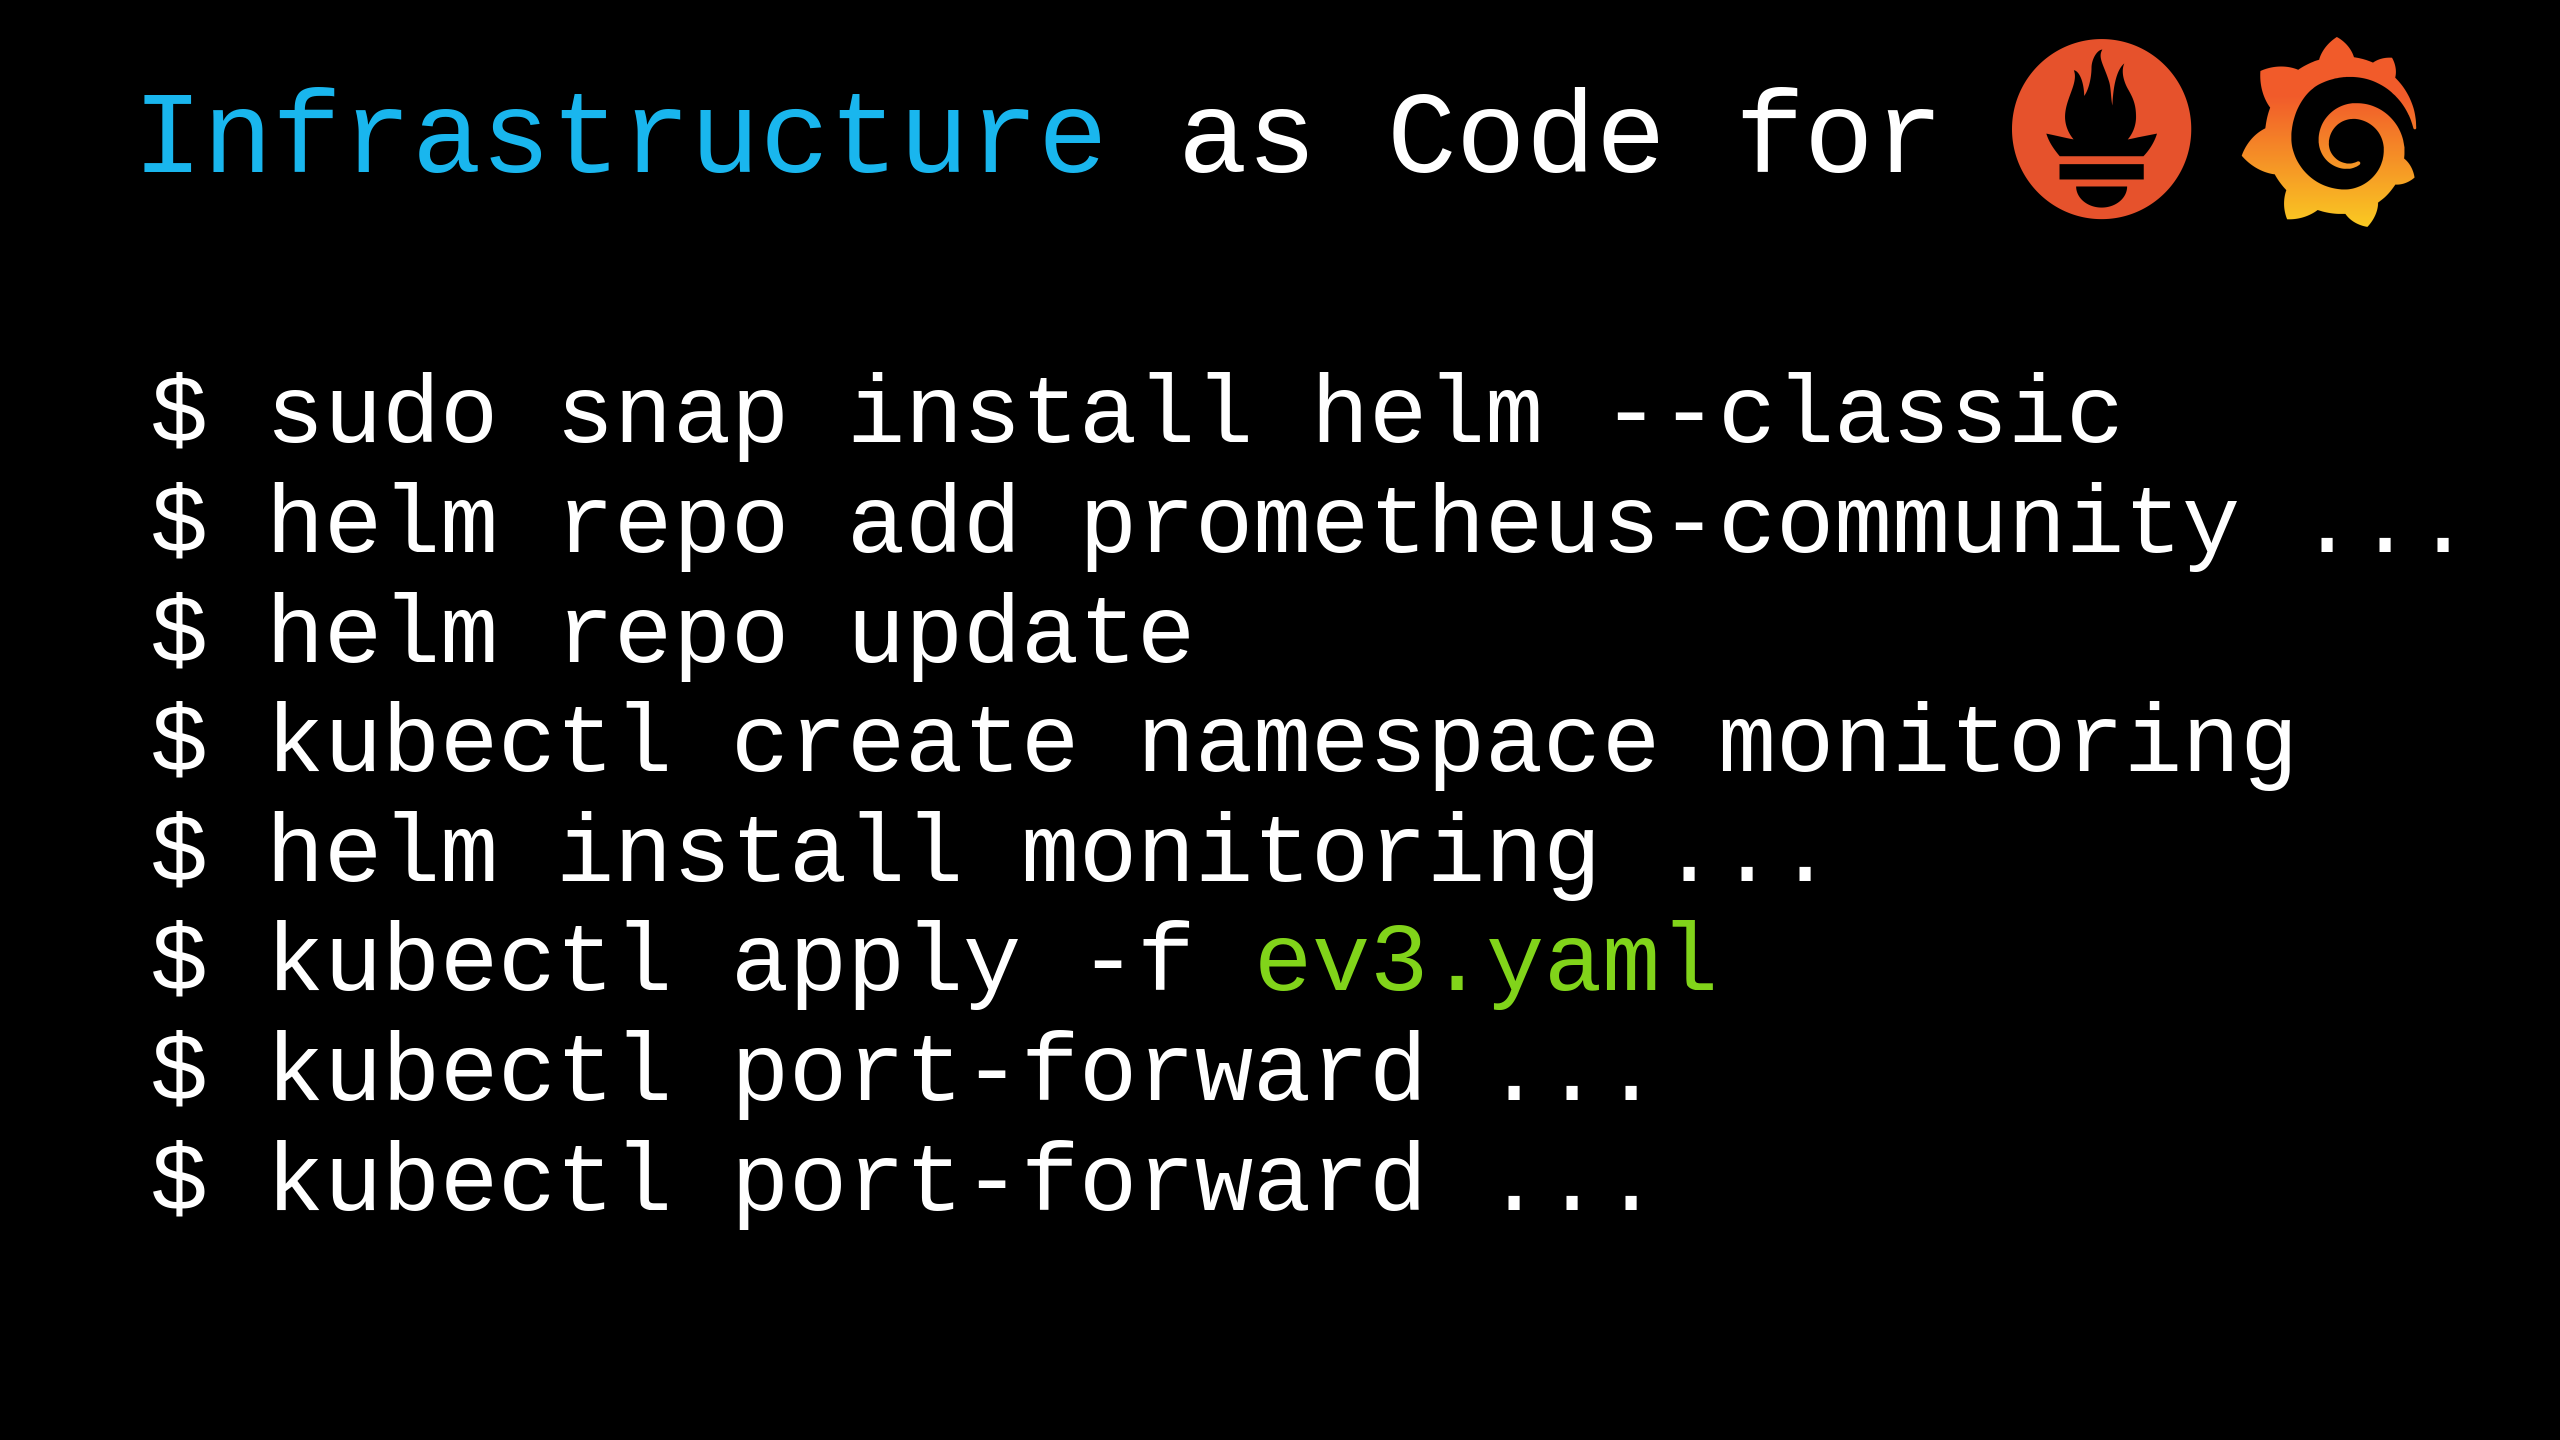 Infrastructure as Code for
$ sudo snap install helm --classic
$ helm repo add prometheus-community ...
$ helm repo update
$ kubectl create namespace monitoring
$ helm install monitoring ...
$ kubectl apply -f ev3.yaml
$ kubectl port-forward ...
$ kubectl port-forward ...